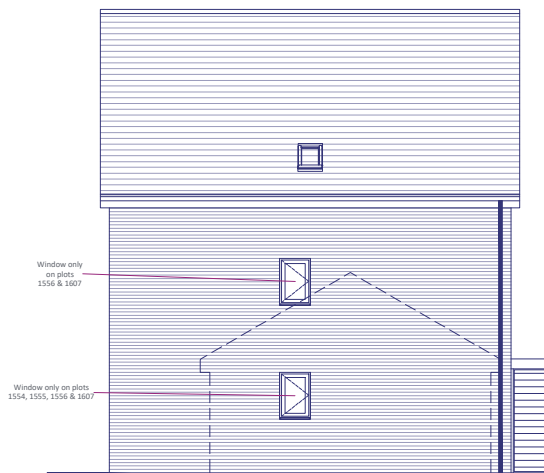 Window only
on plots
1556 & 1607
Window only on plots
1554, 1555, 1556 & 1607